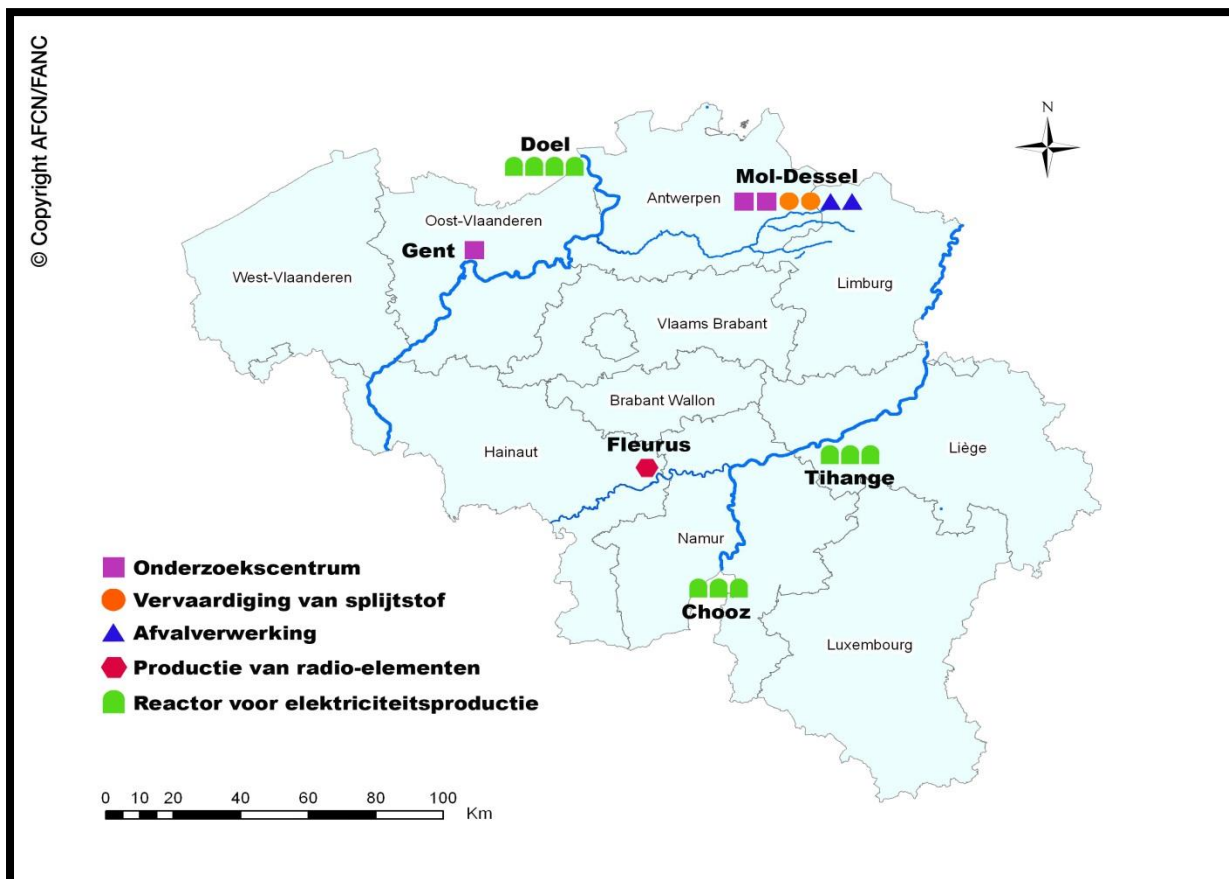 © Copyright AFCN/FANC
N
Doel
Mol-Dessel
Antwerpen
Oost-Vlaanderen
Gent
West-Vlaanderen
Limburg
Vlaams Brabant
Brabant Wallon
Hainaut
Fleurus
Liège
Tihange
Namur
Chooz
Luxembourg
Onderzoekscentrum
Vervaardiging van splijtstof
Afvalverwerking
Productie van radio-elementen
Reactor voor elektriciteitsproductie
0 10 20 40 60 80 100
Km